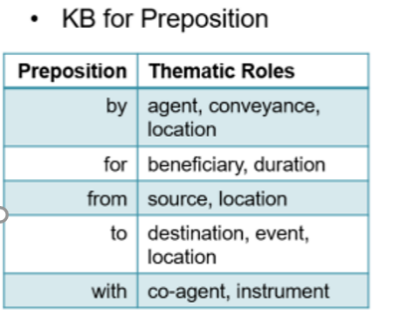 • KB for Preposition
Preposition Thematic Roles
by agent, conveyance,
location
for beneficiary, duration
from source, location
to destination, event,
location
with co-agent, instrument